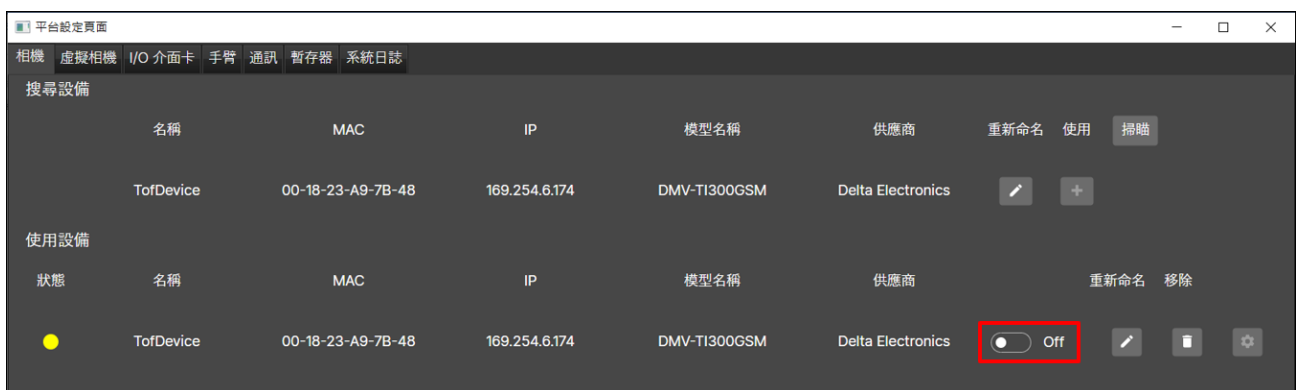 平台設定頁面
相機 虛擬相機 I/O 介面卡 手臂 通訊 暫存器 系統日誌
搜尋設備
名稱 MAC IP 模型名稱 供應商 重新命名 使用 掃瞄
TofDevice 00-18-23-A9-7B-48 169.254.6.174 DMV-TI300GSM Delta Electronics
使用設備
狀態 名稱 MAC IP 模型名稱 供應商 重新命名 移除
TofDevice 00-18-23-A9-7B-48 169.254.6.174 DMV-TI300GSM Delta Electronics Off